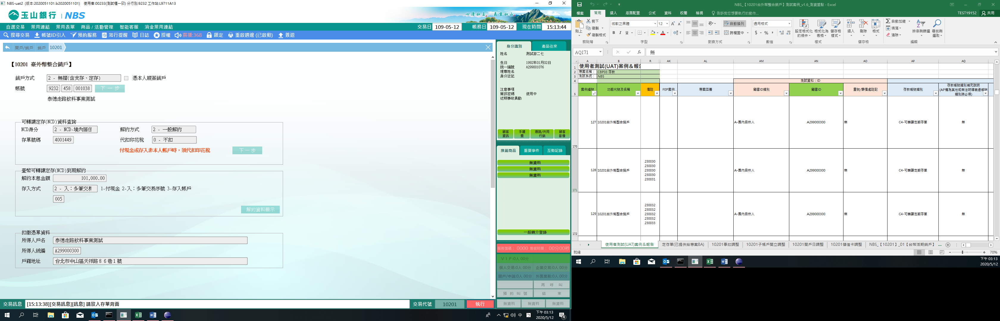 NBS-uat2 (版本:2020051101.b2020051101) 使用者:00233(測試櫃一卯) 分行別:9232 工作站:L9711A13
玉山銀行 | NBS
心清如玉，義重如山。
自選交易 常用連結 常用表單 商品 / 活動管理 智能客服 消金常用連結
交易日 109-05-12 帳務日 109-05-12 現在時間 15:13:44
搜尋交易 帳號ID引入 預約服務 蒞行提醒 日誌 授權 廣播:368 鎖定 重啟週邊 (已啟動) 簽退
開戶/銷戶 銷戶 10201
【10201 臺外幣整合銷戶】
銷戶方式 2 - 無摺(含支存、定存) 憑本人親簽銷戶
帳號 9232 458 001038 下一步
泰德走路飲料事業測試
可轉讓定存(NCD)資料查詢
NCD身分 2 - NCD-境內居住 解約方式 2 - 一般解約
存單號碼 4001449 代扣印花稅 0 - 不扣
付現金或存入非本人帳戶時，須代扣印花稅 下一步
臺幣可轉讓定存(NCD)到期解約
解約本息金額 101,000.00
存入方式 2 - 入：多筆交易 1-付現金 2-入：多筆交易序號 3-存入帳戶
005
解約資料顯示
扣繳憑單資料
所得人戶名 泰德走路飲料事業測試
所得人統編 A299000300
戶籍地址 台北市中山區天祥路８６巷１號
交易訊息 [15:13:38][交易訊息][訊息] 請放入存單背面 交易代號 10201 執行
身分識別 產品往來
姓名 測試游二七
生日 1992年01月02日
統一編號 A299001076
理專姓名
身分註記
注意事項
簡訊密碼 使用中
近期事故異動
顧客資訊 手續費 通路/共同行銷 顧客影像
推薦商品 重要事件 互動記錄
無資料
無資料
無資料
一般轉介登錄
服務號碼： 0000 等候時間： 00分00秒
ＶＩＰ:0人 00分
個人交易:0人 00分 企業交易:0人 00分
開戶/申請:0人 00分 外匯業務:0人 00分
再呼叫
預約叫號 結束
無資料 無資料 無資料
中
下午 03:13
2020/5/12
4
NBS_【10201台外幣整合銷戶】測試案例_v1.6_測資盤點 - Excel
檔案 常用 插入 版面配置 公式 資料 校閱 檢視 告訴我您想要執行的動作... TEST19152 共用
貼上 剪下 複製 複製格式 剪貼簿
微軟正黑體 12 B I U 字型
自動換列 跨欄置中 對齊方式
通用格式 $ % 數值
設定格式化的條件 格式化為表格 儲存格樣式 樣式
插入 刪除 格式 儲存格
自動加總 填滿 清除 排序與篩選 尋找與選取 編輯
AQ171 fx 無
A B R AK AL AM AN AO AP AQ
1 使用者測試(UAT)案例＆報告
2 專案名稱： CBP03 存款
3 測試系統： NBS
4 測試資料：ID
5 案例編號 功能代號及名稱 備註 FEP案例 專案回覆 顧客ID類別 顧客ID 重號/籌備處註記 存款帳號類別 存款帳號類別補充說明(AP欄為其他或無法明確表達帳號類別時必填)
170 127 10201台外幣整合銷戶 A-國內自然人 A299000300 無 C4-可轉讓定期存單 無
171 128 10201台外幣整合銷戶 230030 230030 230030 230030 230031 A-國內自然人 A299000300 無 C4-可轉讓定期存單 無
172 129 10201台外幣整合銷戶 230032 230032 230032 230032 230033 A-國內自然人 A299000300 無 C4-可轉讓定期存單 無
使用者測試(UAT)案例＆報告 定存單(已提供給專案BA) 10201事故調整 10201子帳戶開立調整 10201開戶日調整 10201儲值卡調整 NBS_【10201】_01【台幣活期銷戶】 ...
就緒 70%
下午 03:13
2020/5/12